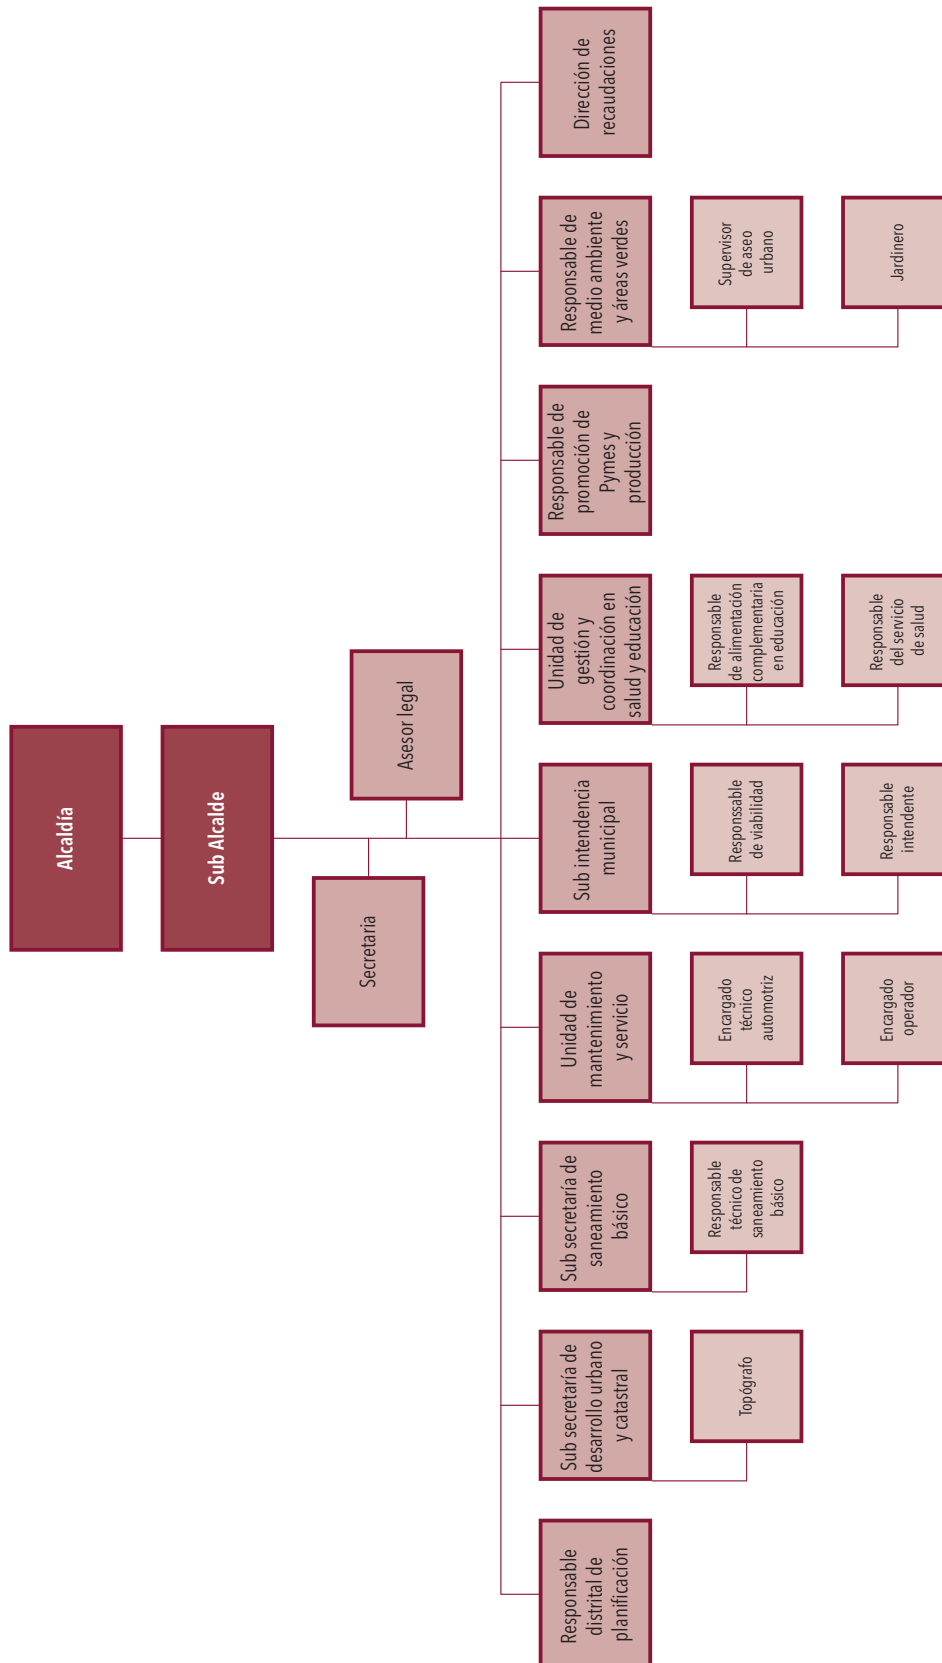 Alcaldía
Sub Alcalde
Secretaria
Asesor legal
Responsable
distrital de
planificación
Sub secretaría de
desarrollo urbano
y catastral
Topógrafo
Sub secretaría de
saneamiento
básico
Responsable
técnico de
saneamiento
básico
Unidad de
mantenimiento
y servicio
Encargado
técnico
automotriz
Encargado
operador
Sub intendencia
municipal
Responssable
de viabilidad
Responsable
intendente
Unidad de
gestión y
coordinación en
salud y educación
Responsable
de alimentación
complementaria
en educación
Responsable
del servicio
de salud
Responsable de
promoción de
Pymes y
producción
Responsable de
medio ambiente
y áreas verdes
Supervisor
de aseo
urbano
Jardinero
Dirección de
recaudaciones